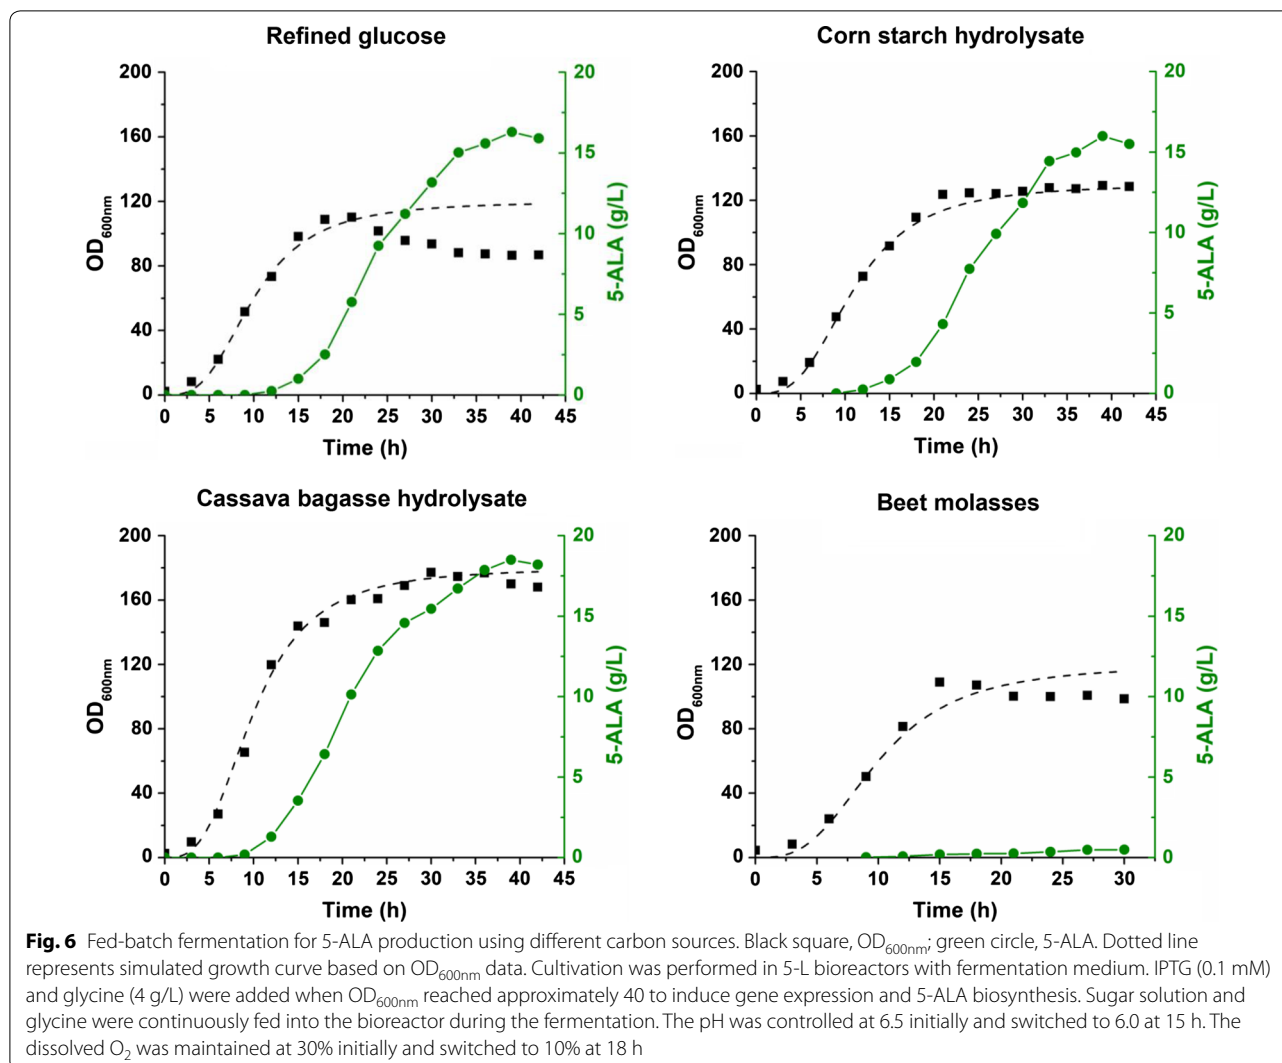 Refined glucose
200
160
120
80
40
0
OD600nm
20
15
10
5
0
5-ALA (g/L)
0 5 10 15 20 25 30 35 40 45
Time (h)
Corn starch hydrolysate
200
160
120
80
40
0
OD600nm
20
15
10
5
0
5-ALA (g/L)
0 5 10 15 20 25 30 35 40 45
Time (h)
Cassava bagasse hydrolysate
200
160
120
80
40
0
OD600nm
20
15
10
5
0
5-ALA (g/L)
0 5 10 15 20 25 30 35 40 45
Time (h)
Beet molasses
200
160
120
80
40
0
OD600nm
20
15
10
5
0
5-ALA (g/L)
0 5 10 15 20 25 30
Time (h)
Fig. 6 Fed-batch fermentation for 5-ALA production using different carbon sources. Black square, OD600nm; green circle, 5-ALA. Dotted line
represents simulated growth curve based on OD600nm data. Cultivation was performed in 5-L bioreactors with fermentation medium. IPTG (0.1 mM)
and glycine (4 g/L) were added when OD600nm reached approximately 40 to induce gene expression and 5-ALA biosynthesis. Sugar solution and
glycine were continuously fed into the bioreactor during the fermentation. The pH was controlled at 6.5 initially and switched to 6.0 at 15 h. The
dissolved O2 was maintained at 30% initially and switched to 10% at 18 h